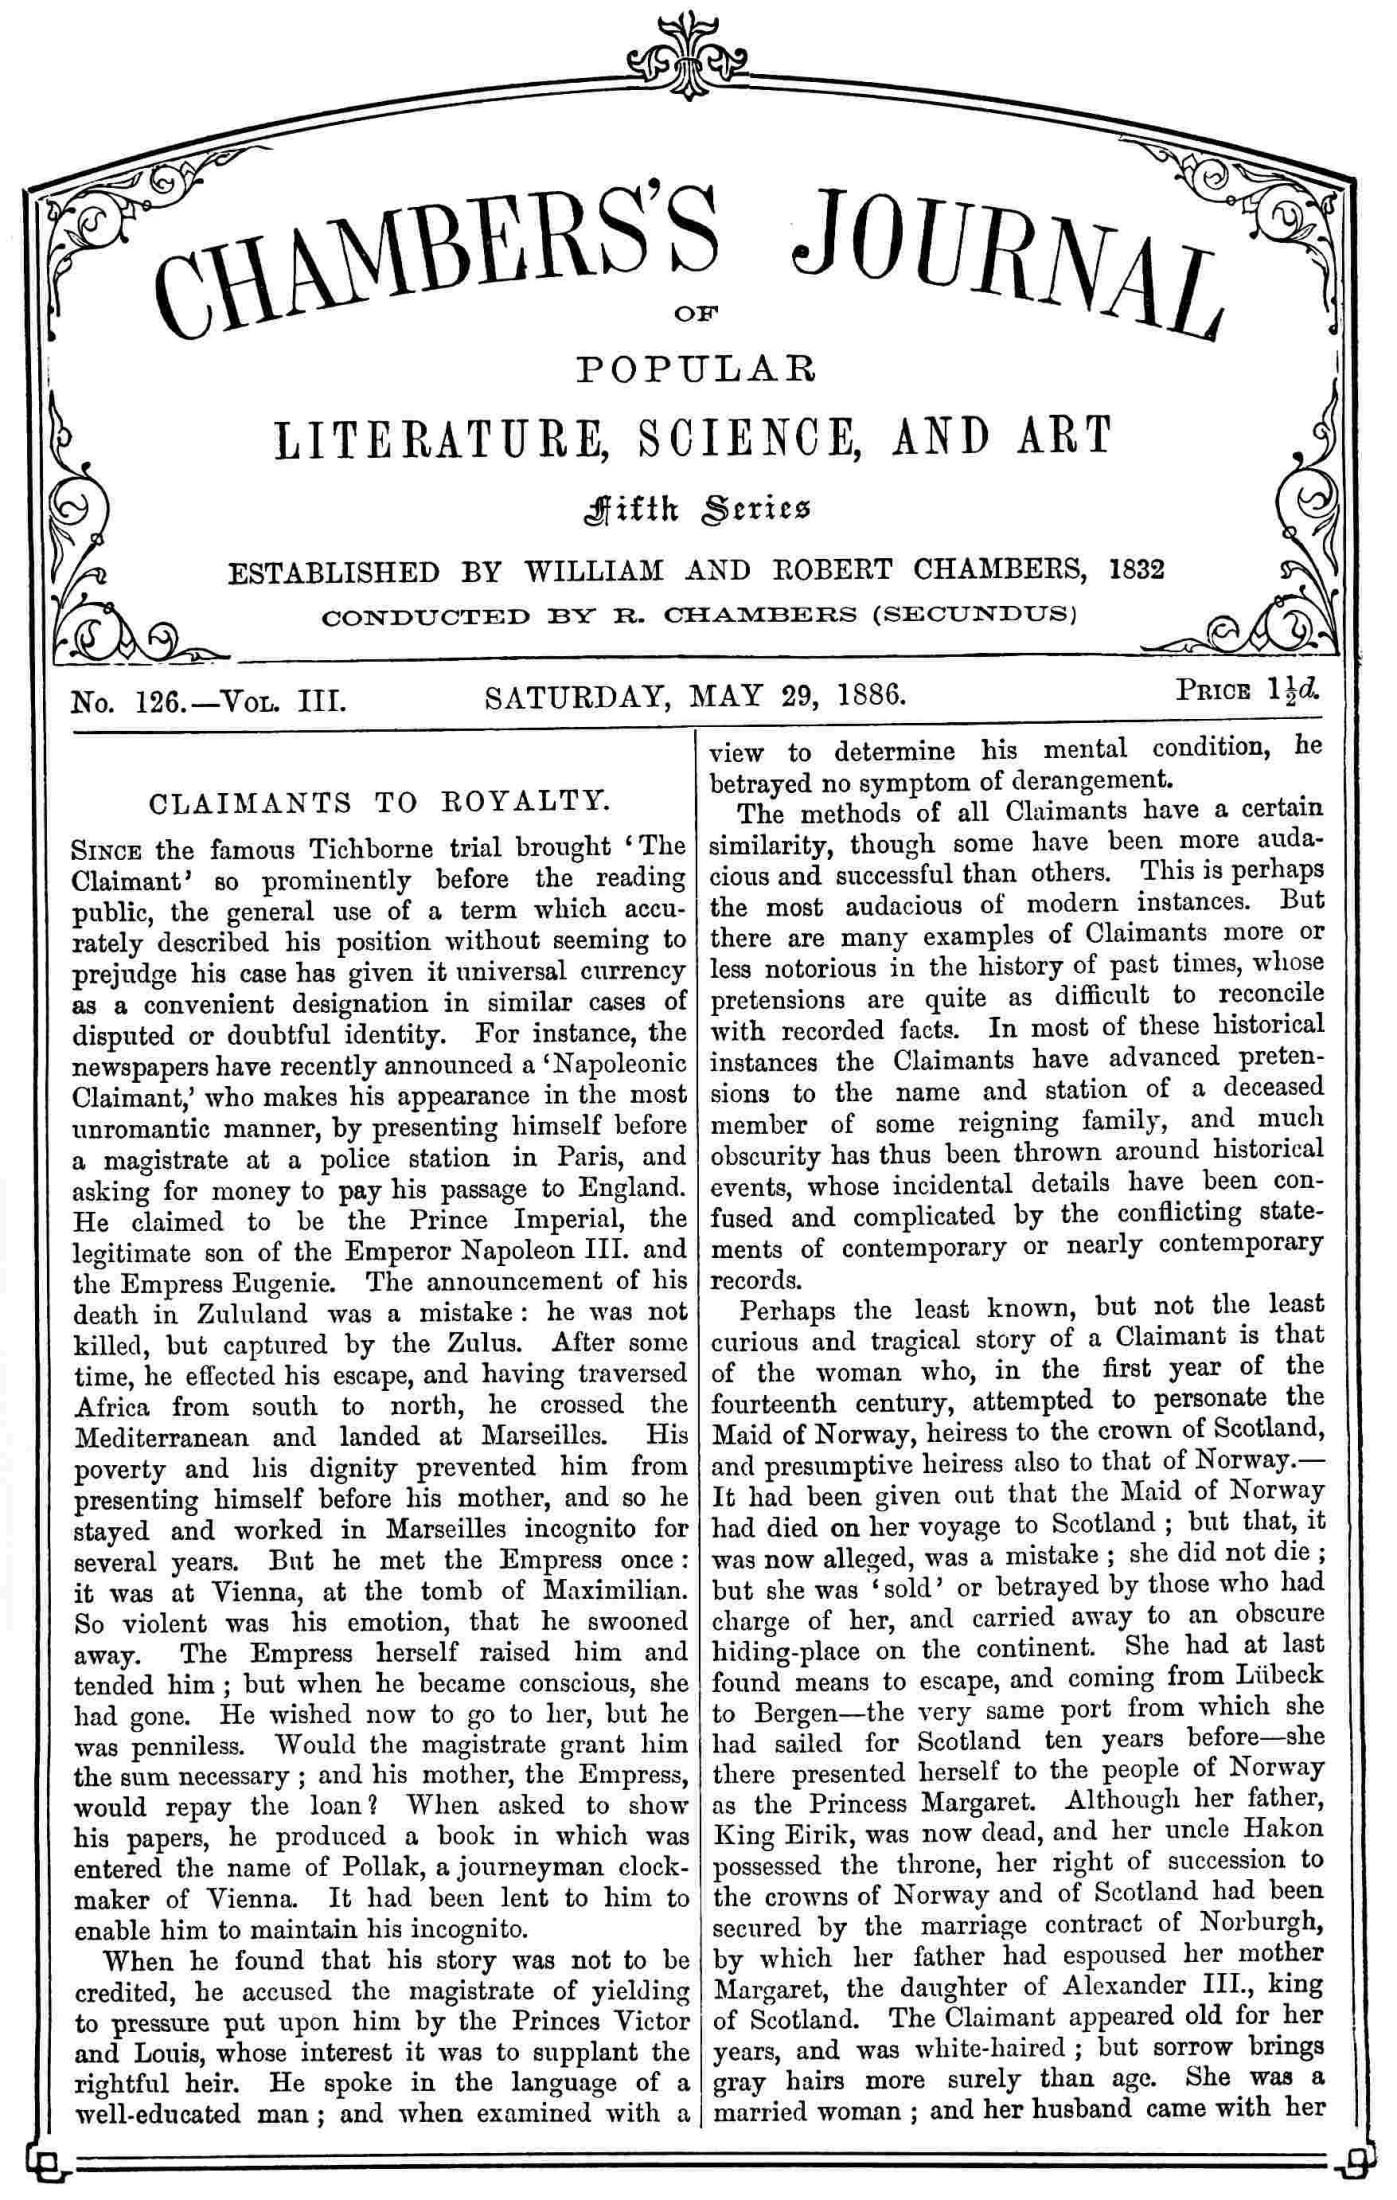 CHAMBERS'S JOURNAL
OF
POPULAR
LITERATURE, SCIENCE, AND ART
Fifth Series
ESTABLISHED BY WILLIAM AND ROBERT CHAMBERS, 1832
CONDUCTED BY R. CHAMBERS (SECUNDUS)
No. 126.—Vol. III. SATURDAY, MAY 29, 1886. Price 1½d.
CLAIMANTS TO ROYALTY.
Since the famous Tichborne trial brought ‘The
Claimant’ so prominently before the reading
public, the general use of a term which accu-
rately described his position without seeming to
prejudge his case has given it universal currency
as a convenient designation in similar cases of
disputed or doubtful identity. For instance, the
newspapers have recently announced a ‘Napoleonic
Claimant,’ who makes his appearance in the most
unromantic manner, by presenting himself before
a magistrate at a police station in Paris, and
asking for money to pay his passage to England.
He claimed to be the Prince Imperial, the
legitimate son of the Emperor Napoleon III. and
the Empress Eugenie. The announcement of his
death in Zululand was a mistake: he was not
killed, but captured by the Zulus. After some
time, he effected his escape, and having traversed
Africa from south to north, he crossed the
Mediterranean and landed at Marseilles. His
poverty and his dignity prevented him from
presenting himself before his mother, and so he
stayed and worked in Marseilles incognito for
several years. But he met the Empress once:
it was at Vienna, at the tomb of Maximilian.
So violent was his emotion, that he swooned
away. The Empress herself raised him and
tended him; but when he became conscious, she
had gone. He wished now to go to her, but he
was penniless. Would the magistrate grant him
the sum necessary; and his mother, the Empress,
would repay the loan? When asked to show
his papers, he produced a book in which was
entered the name of Pollak, a journeyman clock-
maker of Vienna. It had been lent to him to
enable him to maintain his incognito.
When he found that his story was not to be
credited, he accused the magistrate of yielding
to pressure put upon him by the Princes Victor
and Louis, whose interest it was to supplant the
rightful heir. He spoke in the language of a
well-educated man; and when examined with a
view to determine his mental condition, he
betrayed no symptom of derangement.
The methods of all Claimants have a certain
similarity, though some have been more auda-
cious and successful than others. This is perhaps
the most audacious of modern instances. But
there are many examples of Claimants more or
less notorious in the history of past times, whose
pretensions are quite as difficult to reconcile
with recorded facts. In most of these historical
instances the Claimants have advanced preten-
sions to the name and station of a deceased
member of some reigning family, and much
obscurity has thus been thrown around historical
events, whose incidental details have been con-
fused and complicated by the conflicting state-
ments of contemporary or nearly contemporary
records.
Perhaps the least known, but not the least
curious and tragical story of a Claimant is that
of the woman who, in the first year of the
fourteenth century, attempted to personate the
Maid of Norway, heiress to the crown of Scotland,
and presumptive heiress also to that of Norway.—
It had been given out that the Maid of Norway
had died on her voyage to Scotland; but that, it
was now alleged, was a mistake; she did not die;
but she was ‘sold’ or betrayed by those who had
charge of her, and carried away to an obscure
hiding-place on the continent. She had at last
found means to escape, and coming from Lübeck
to Bergen—the very same port from which she
had sailed for Scotland ten years before—she
there presented herself to the people of Norway
as the Princess Margaret. Although her father,
King Eirik, was now dead, and her uncle Hakon
possessed the throne, her right of succession to
the crowns of Norway and of Scotland had been
secured by the marriage contract of Norburgh,
by which her father had espoused her mother
Margaret, the daughter of Alexander III., king
of Scotland. The Claimant appeared old for her
years, and was white-haired; but sorrow brings
gray hairs more surely than age. She was a
married woman; and her husband came with her